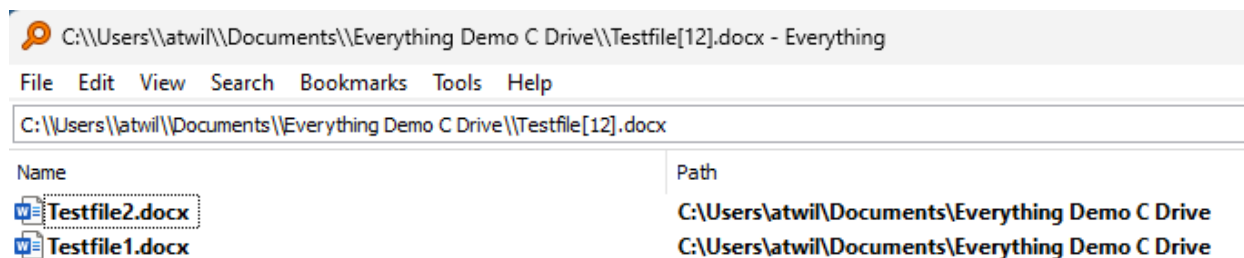 C:\\Users\\atwil\\Documents\\Everything Demo C Drive\\Testfile[12].docx - Everything
File Edit View Search Bookmarks Tools Help
C:\\Users\\atwil\\Documents\\Everything Demo C Drive\\Testfile[12].docx
Name Path
Testfile2.docx C:\Users\atwil\Documents\Everything Demo C Drive
Testfile1.docx C:\Users\atwil\Documents\Everything Demo C Drive